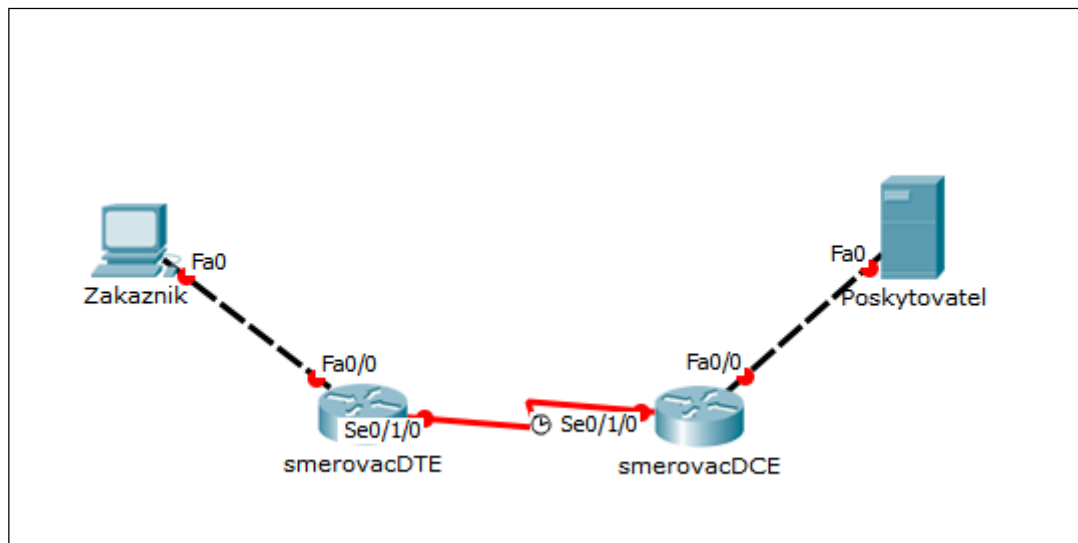 Fa0
Zakaznik
Fa0
Poskytovatel
Fa0/0
Se0/1/0
smerovacDTE
Fa0/0
Se0/1/0
smerovacDCE